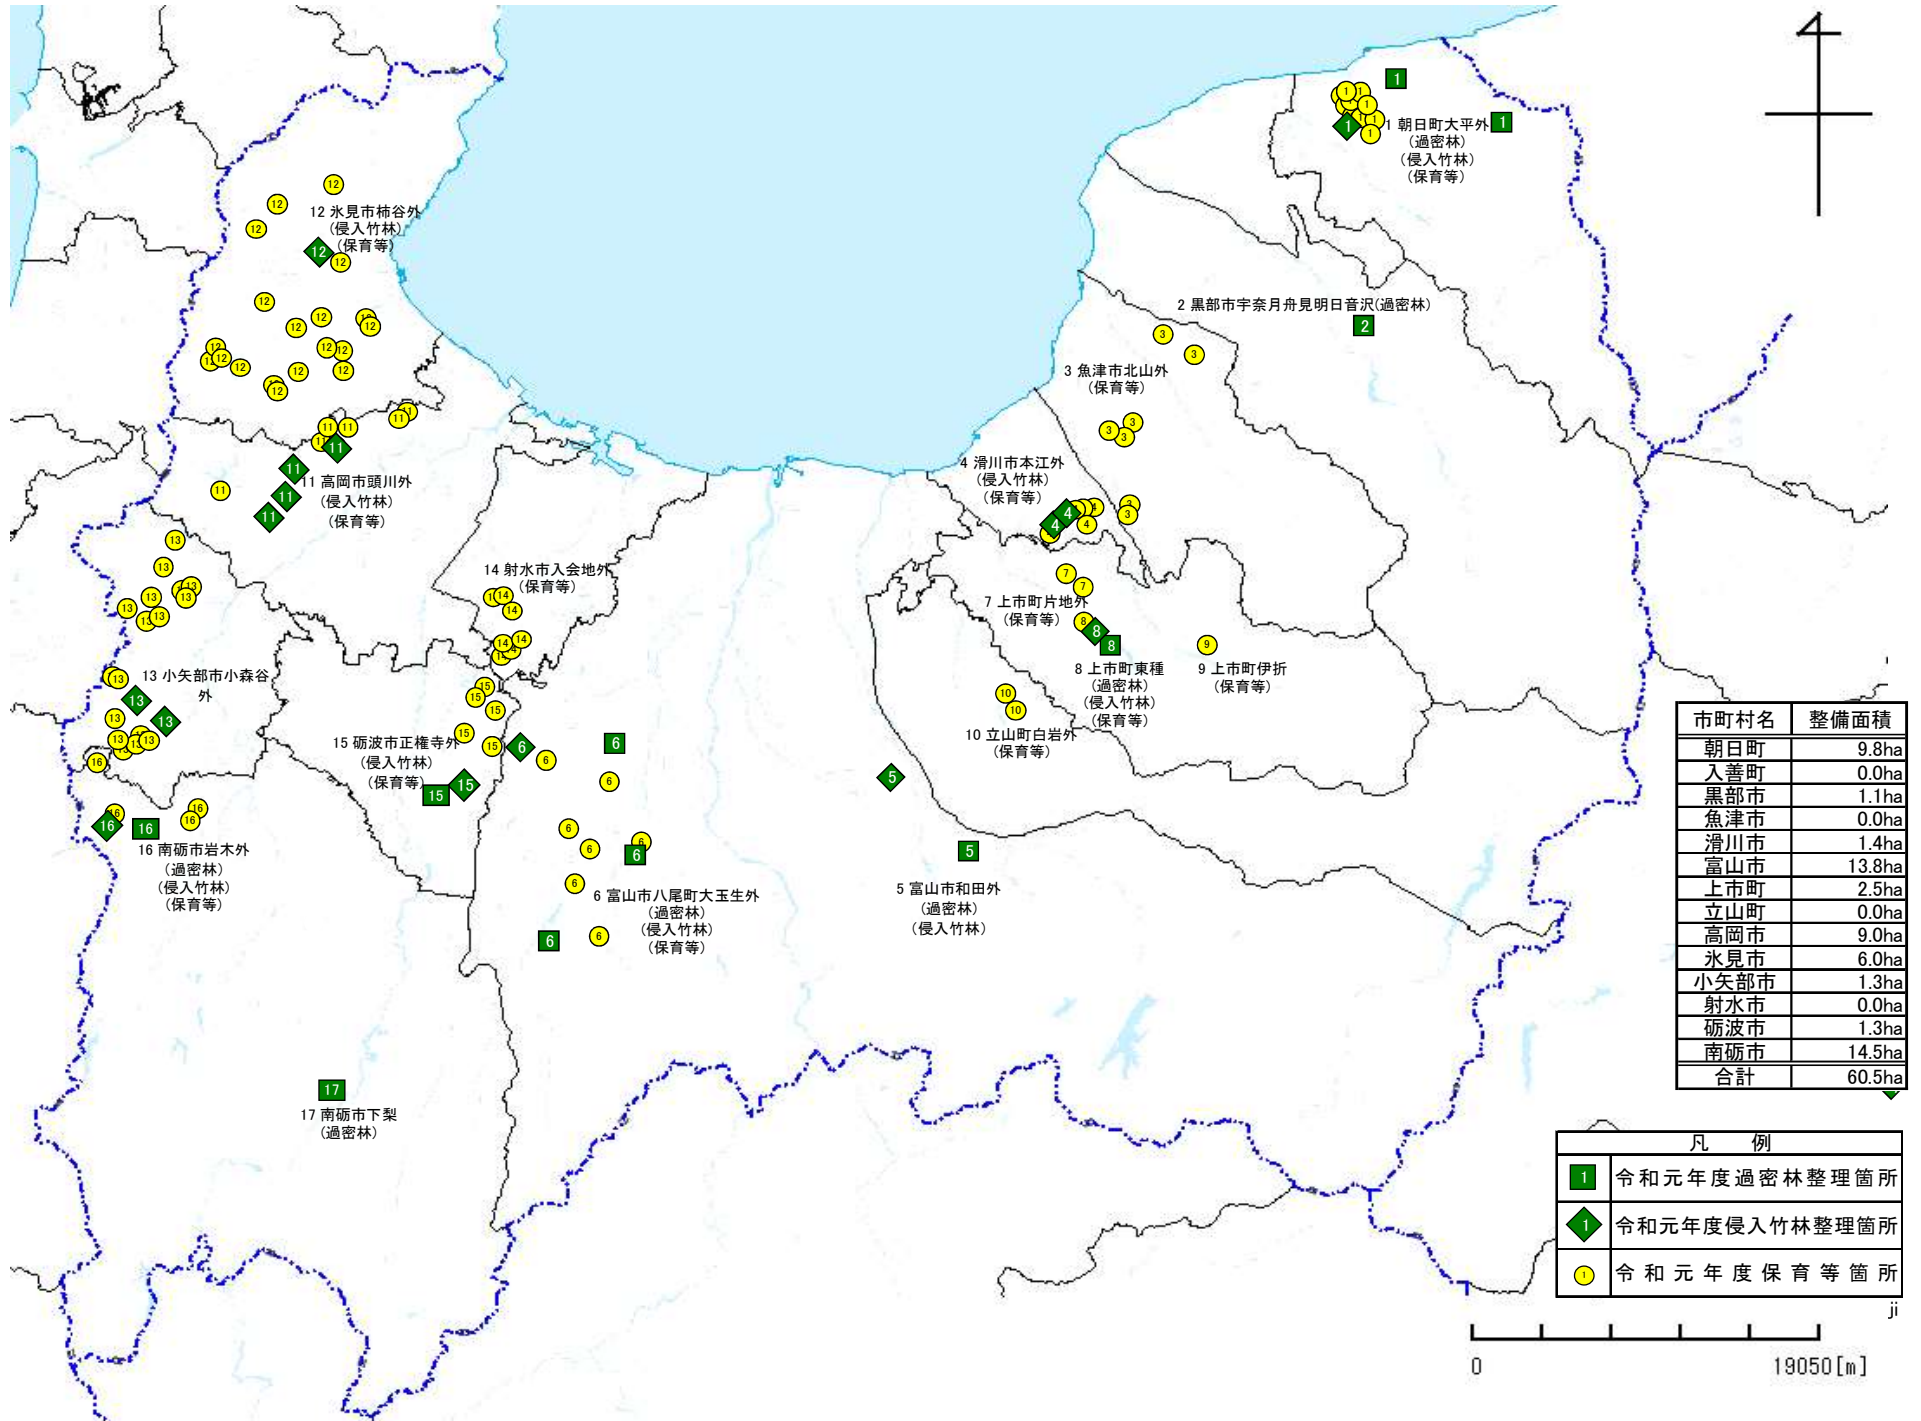 1 朝日町大平外
(過密林)
(侵入竹林)
(保育等)
12 氷見市柿谷外
(侵入竹林)
(保育等)
2 黒部市宇奈月舟見明日音沢(過密林)
3 魚津市北山外
(保育等)
4 滑川市本江外
(侵入竹林)
(保育等)
11 高岡市頭川外
(侵入竹林)
(保育等)
14 射水市入会地外
(保育等)
7 上市町片地外
(保育等)
8 上市町東種
(過密林)
(侵入竹林)
(保育等)
9 上市町伊折
(保育等)
13 小矢部市小森谷
外
10 立山町白岩外
(保育等)
15 砺波市正権寺外
(侵入竹林)
(保育等)
16 南砺市岩木外
(過密林)
(侵入竹林)
(保育等)
6 富山市八尾町大玉生外
(過密林)
(侵入竹林)
(保育等)
5 富山市和田外
(過密林)
(侵入竹林)
17
17 南砺市下梨
(過密林)
市町村名 整備面積
朝日町 9.8ha
入善町 0.0ha
黒部市 1.1ha
魚津市 0.0ha
滑川市 1.4ha
富山市 13.8ha
上市町 2.5ha
立山町 0.0ha
高岡市 9.0ha
氷見市 6.0ha
小矢部市 1.3ha
射水市 0.0ha
砺波市 1.3ha
南砺市 14.5ha
合計 60.5ha
凡 例
1 令和元年度過密林整理箇所
1 令和元年度侵入竹林整理箇所
1 令和元年度保育等箇所
ji
0 19050[m]